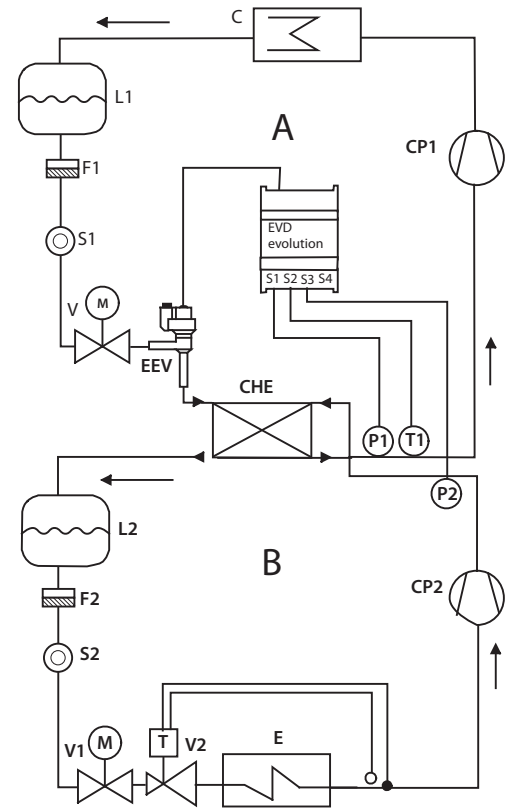 C
L1
A
CP1
F1
EVD
evolution
S1
S1 S2 S3 S4
V
M
EEV
CHE
P1
T1
P2
L2
B
CP2
F2
S2
V1
M
T
V2
E